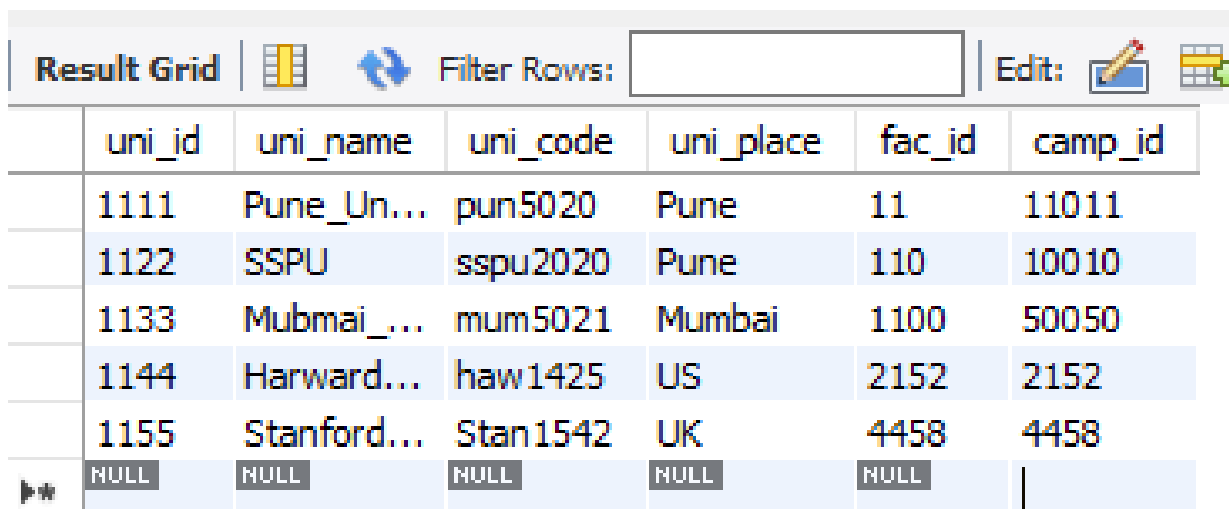 Result Grid Filter Rows: Edit:
uni_id uni_name uni_code uni_place fac_id camp_id
1111 Pune_Un... pun5020 Pune 11 11011
1122 SSPU sspu2020 Pune 110 10010
1133 Mubmai_... mum5021 Mumbai 1100 50050
1144 Harward... haw1425 US 2152 2152
1155 Stanford... Stan1542 UK 4458 4458
NULL NULL NULL NULL NULL